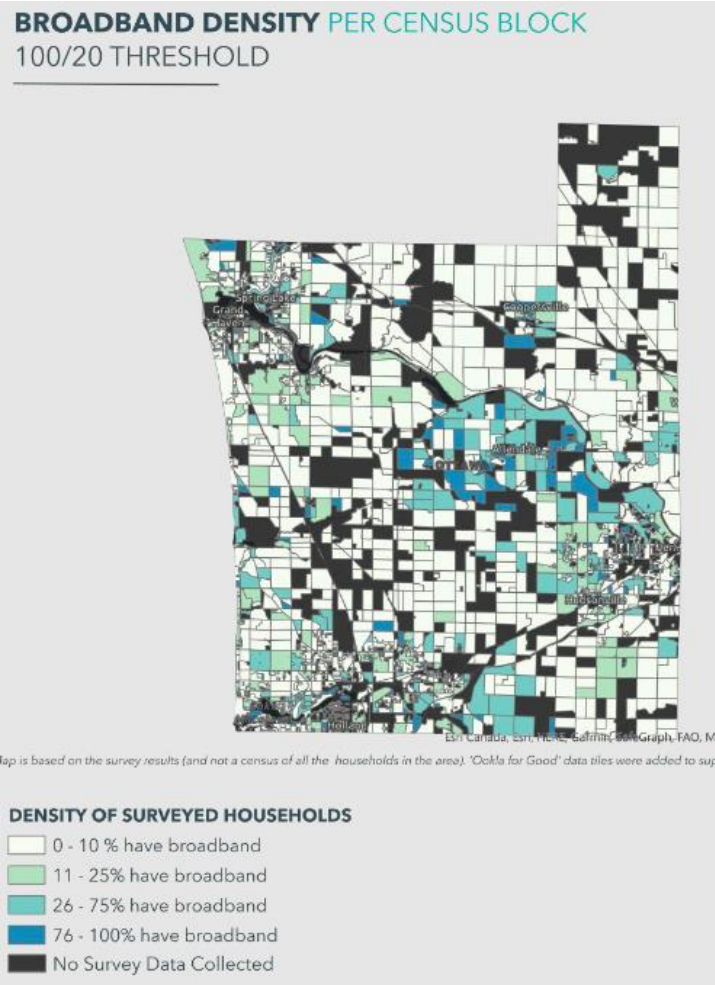 BROADBAND DENSITY PER CENSUS BLOCK
100/20 THRESHOLD
Spring Lake
Grand
Haven
Coopersville
Allendale
OTTAWA
Hudsonville
Holland
Esri Canada, Esri, HERE, Garmin, SafeGraph, FAO, M
ap is based on the survey results (and not a census of all the households in the area). 'Ookla for Good' data tiles were added to sup
DENSITY OF SURVEYED HOUSEHOLDS
0 - 10 % have broadband
11 - 25% have broadband
26 - 75% have broadband
76 - 100% have broadband
No Survey Data Collected